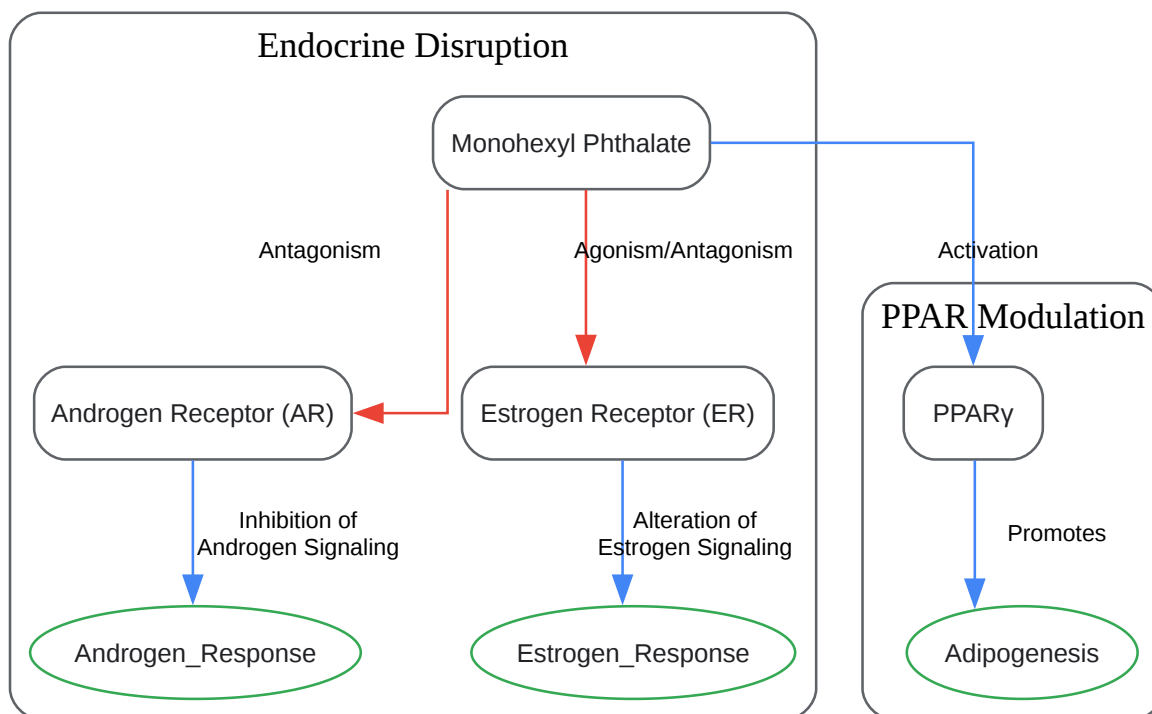 Endocrine Disruption
Monohexyl Phthalate
Antagonism
Agonism/Antagonism
Activation
PPAR Modulation
Androgen Receptor (AR)
Estrogen Receptor (ER)
PPARγ
Inhibition of
Androgen Signaling
Alteration of
Estrogen Signaling
Promotes
Androgen_Response
Estrogen_Response
Adipogenesis